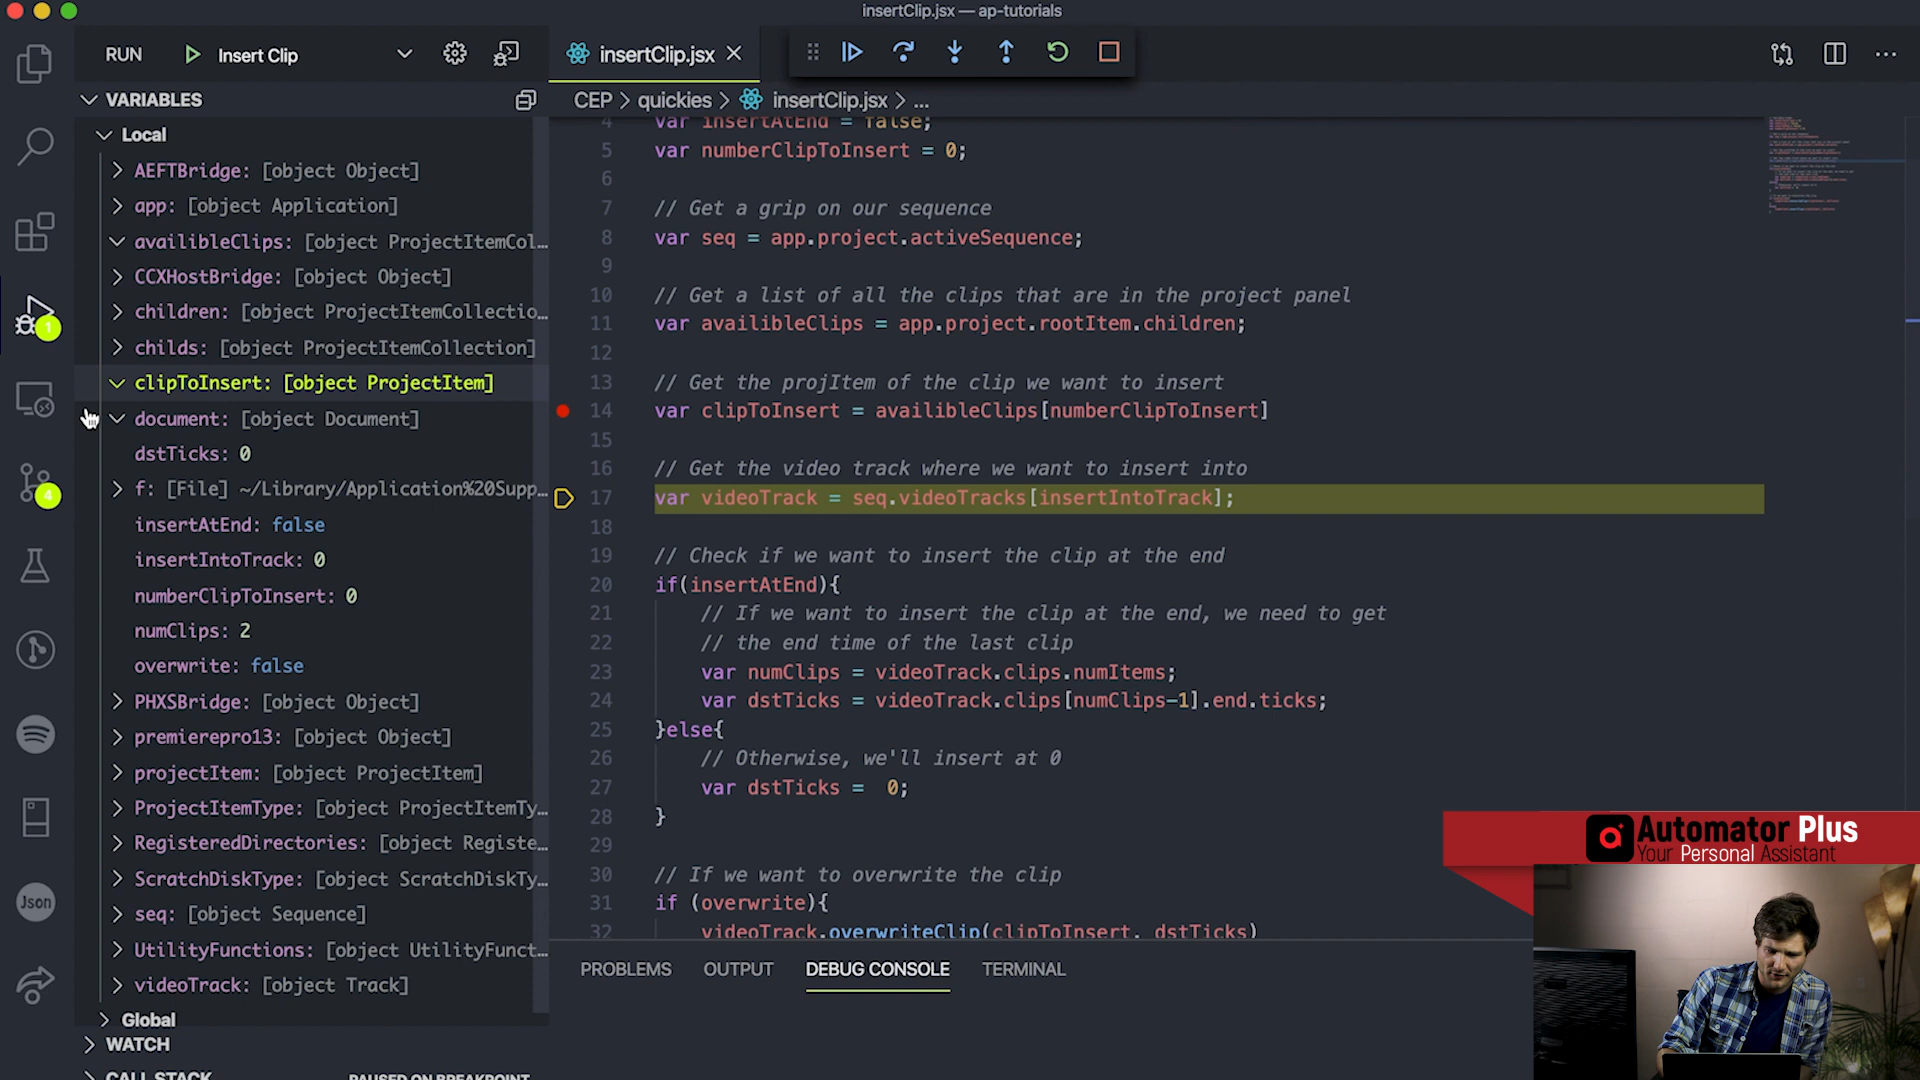 insertClip.jsx — ap-tutorials
RUN
Insert Clip
insertClip.jsx
VARIABLES
CEP > quickies > insertClip.jsx > ...
Local
AEFTBridge: [object Object]
app: [object Application]
availibleClips: [object ProjectItemCol...
CCXHostBridge: [object Object]
children: [object ProjectItemCollectio...
childs: [object ProjectItemCollection]
clipToInsert: [object ProjectItem]
document: [object Document]
dstTicks: 0
f: [File] ~/Library/Application%20Supp...
insertAtEnd: false
insertIntoTrack: 0
numberClipToInsert: 0
numClips: 2
overwrite: false
PHXSBridge: [object Object]
premierepro13: [object Object]
projectItem: [object ProjectItem]
ProjectItemType: [object ProjectItemTy...
RegisteredDirectories: [object Registe...
ScratchDiskType: [object ScratchDiskTy...
seq: [object Sequence]
UtilityFunctions: [object UtilityFunct...
videoTrack: [object Track]
Global
WATCH
CALL STACK
PAUSED ON BREAKPOINT
1
4
Json
4 var insertAtEnd = false;
5 var numberClipToInsert = 0;
6
7 // Get a grip on our sequence
8 var seq = app.project.activeSequence;
9
10 // Get a list of all the clips that are in the project panel
11 var availibleClips = app.project.rootItem.children;
12
13 // Get the projItem of the clip we want to insert
14 var clipToInsert = availibleClips[numberClipToInsert]
15
16 // Get the video track where we want to insert into
17 var videoTrack = seq.videoTracks[insertIntoTrack];
18
19 // Check if we want to insert the clip at the end
20 if(insertAtEnd){
21 // If we want to insert the clip at the end, we need to get
22 // the end time of the last clip
23 var numClips = videoTrack.clips.numItems;
24 var dstTicks = videoTrack.clips[numClips-1].end.ticks;
25 }else{
26 // Otherwise, we'll insert at 0
27 var dstTicks = 0;
28 }
29
30 // If we want to overwrite the clip
31 if (overwrite){
32 videoTrack.overwriteClip(clipToInsert, dstTicks)
PROBLEMS OUTPUT DEBUG CONSOLE TERMINAL
Automator Plus
Your Personal Assistant